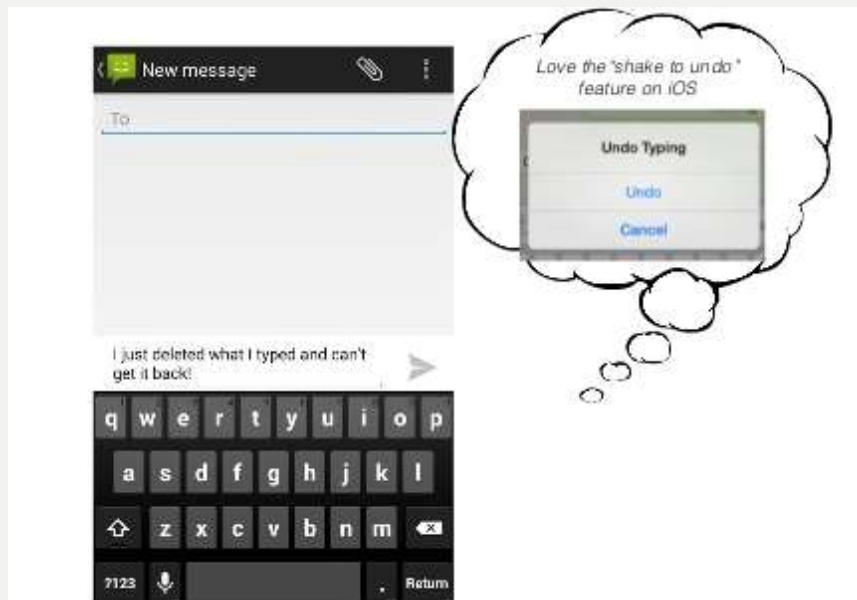 New message
To
I just deleted what I typed and can't
get it back!
q w e r t y u i o p
a s d f g h j k l
z x c v b n m
?123 . Return
Love the "shake to undo"
feature on iOS
Undo Typing
Undo
Cancel